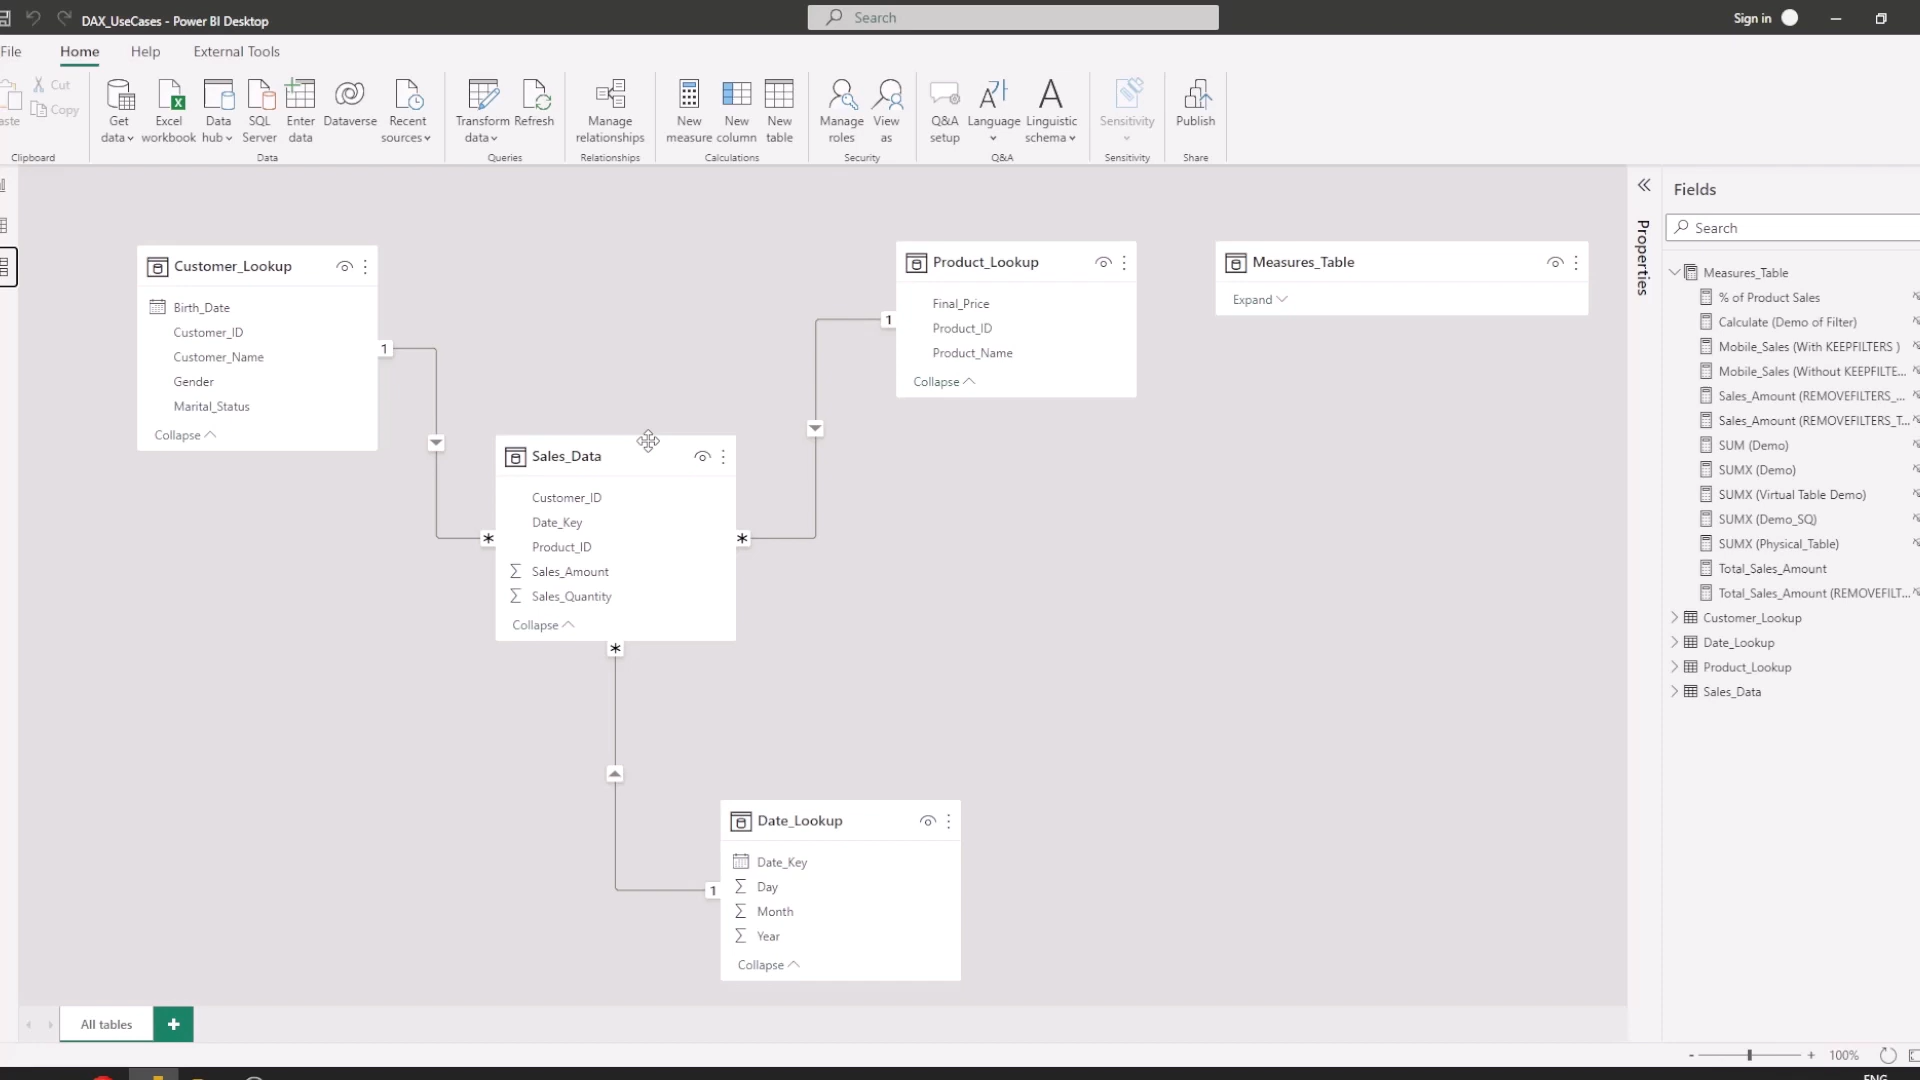 DAX_UseCases - Power BI Desktop
Search
Sign in
File
Home
Help
External Tools
Cut
Copy
Clipboard
Get data
Excel workbook
Data hub
SQL Server
Enter data
Dataverse
Recent sources
Data
Transform data
Refresh
Queries
Manage relationships
Relationships
New measure
New column
New table
Calculations
Manage roles
View as
Security
Q&A setup
Language
Linguistic schema
Q&A
Sensitivity
Sensitivity
Publish
Share
Customer_Lookup
Birth_Date
Customer_ID
Customer_Name
Gender
Marital_Status
Collapse
1
*
Sales_Data
Customer_ID
Date_Key
Product_ID
Sales_Amount
Sales_Quantity
Collapse
*
*
1
Product_Lookup
Final_Price
Product_ID
Product_Name
Collapse
Measures_Table
Expand
1
Date_Lookup
Date_Key
Day
Month
Year
Collapse
Properties
Fields
Search
Measures_Table
% of Product Sales
Calculate (Demo of Filter)
Mobile_Sales (With KEEPFILTERS )
Mobile_Sales (Without KEEPFILTE...
Sales_Amount (REMOVEFILTERS_...
Sales_Amount (REMOVEFILTERS_T...
SUM (Demo)
SUMX (Demo)
SUMX (Virtual Table Demo)
SUMX (Demo_SQ)
SUMX (Physical_Table)
Total_Sales_Amount
Total_Sales_Amount (REMOVEFILT...
Customer_Lookup
Date_Lookup
Product_Lookup
Sales_Data
All tables
- + 100%